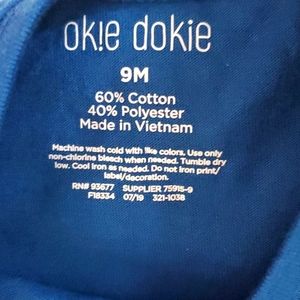 ok!e dokie
9M
60% Cotton
40% Polyester
Made in Vietnam
Machine wash cold with like colors. Use only
non-chlorine bleach when needed. Tumble dry
low. Cool iron as needed. Do not iron print/
label/decoration.
RN# 93677 SUPPLIER 75915-9
F18334 07/19 321-1038